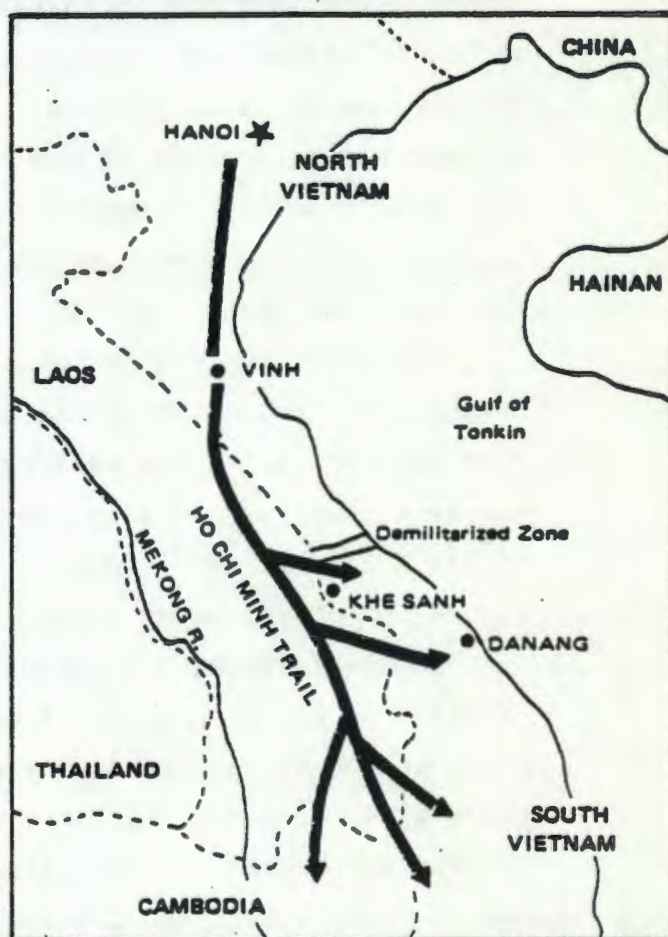 CHINA
HANOI
NORTH
VIETNAM
HAINAN
VINH
LAOS
Gulf of
Tonkin
HO CHI MINH TRAIL
Demilitarized Zone
MEKONG R.
KHE SANH
DANANG
THAILAND
SOUTH
VIETNAM
CAMBODIA